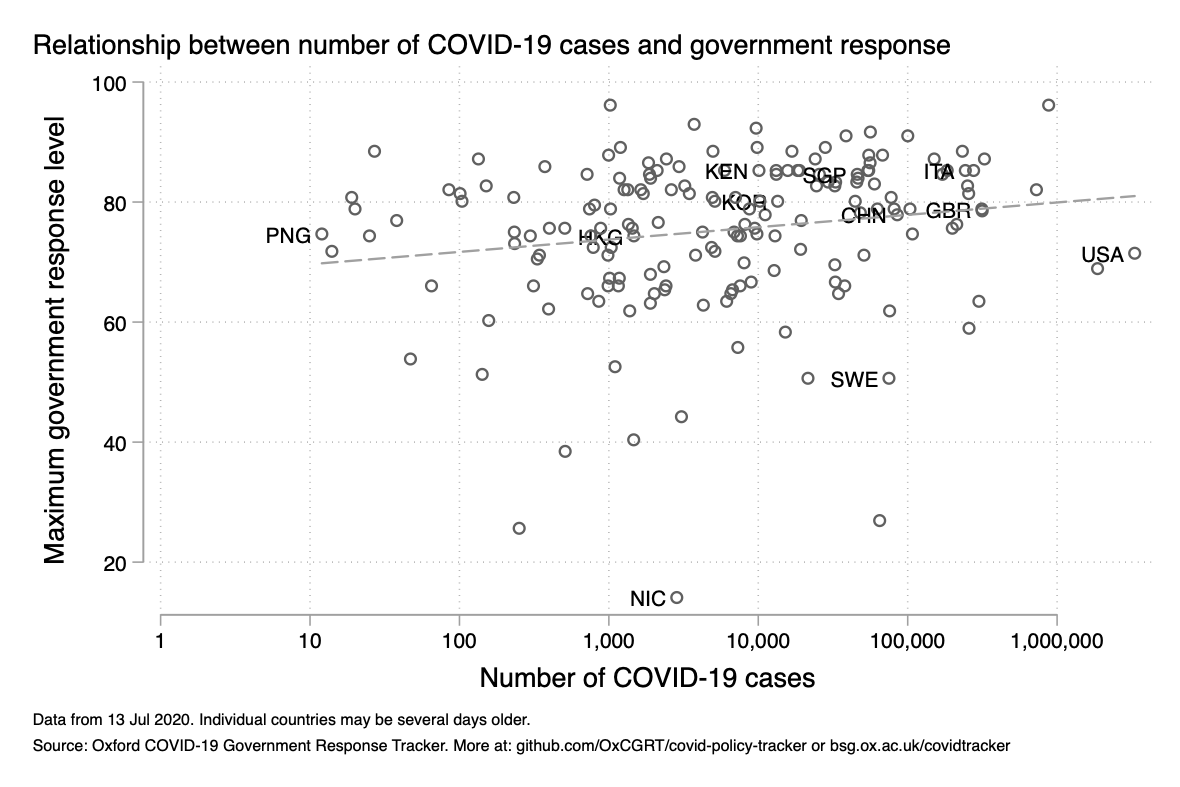 Relationship between number of COVID-19 cases and government response
Maximum government response level
100
80
60
40
20
KEN
SGP
ITA
KOR
CHN
GBR
PNG
HKG
USA
SWE
NIC
1
10
100
1,000
10,000
100,000
1,000,000
Number of COVID-19 cases
Data from 13 Jul 2020. Individual countries may be several days older.
Source: Oxford COVID-19 Government Response Tracker. More at: github.com/OxCGRT/covid-policy-tracker or bsg.ox.ac.uk/covidtracker